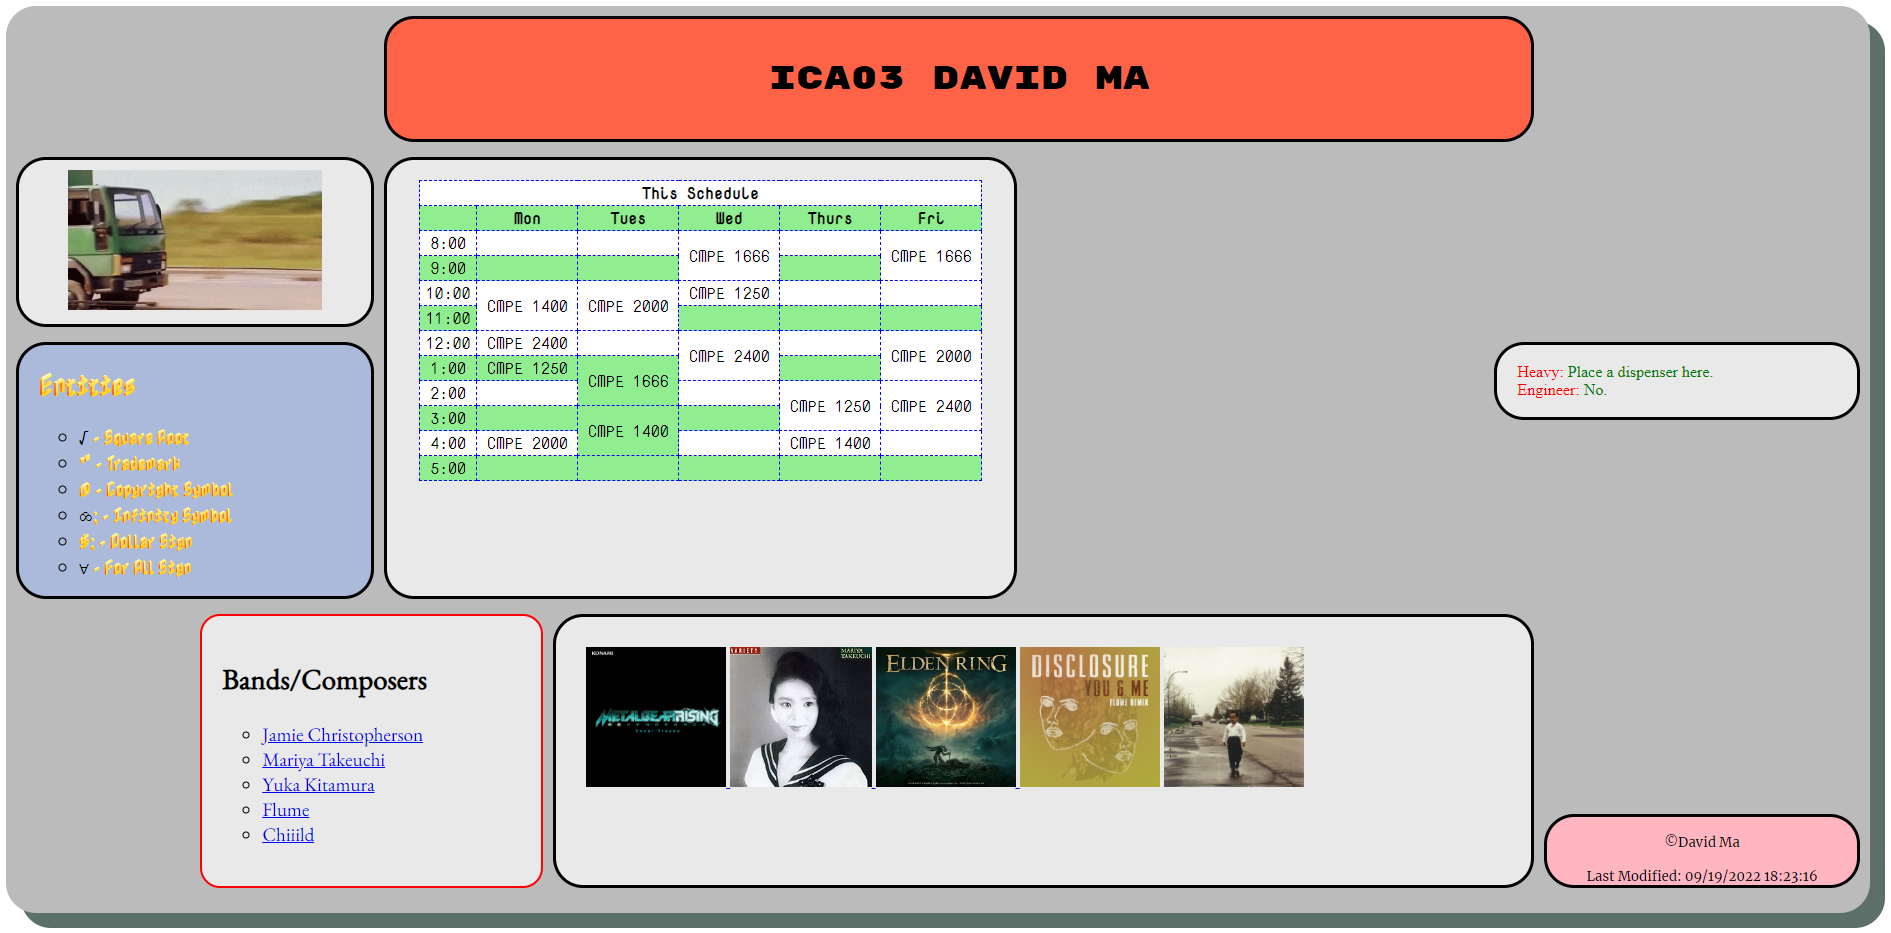 ICA03 DAVID MA
This Schedule
Mon Tues Wed Thurs Fri
8:00 CMPE 1666 CMPE 1666
9:00
10:00 CMPE 1400 CMPE 2000 CMPE 1250
11:00
12:00 CMPE 2400 CMPE 2400 CMPE 2000
1:00 CMPE 1250 CMPE 1666
2:00 CMPE 1250 CMPE 2400
3:00 CMPE 1400
4:00 CMPE 2000 CMPE 1400
5:00
Entities
√ - Square Root
™ - Trademark
© - Copyright Symbol
∞: - Infinity Symbol
$: - Dollar Sign
∀ - For All Sign
Heavy: Place a dispenser here.
Engineer: No.
Bands/Composers
Jamie Christopherson
Mariya Takeuchi
Yuka Kitamura
Flume
Chiiild
KONAMI
METAL GEAR RISING
REVENGEANCE
Vocal Tracks
VARIETY
MARIYA
TAKEUCHI
ELDEN RING
DISCLOSURE
YOU & ME
FLUME REMIX
©David Ma
Last Modified: 09/19/2022 18:23:16